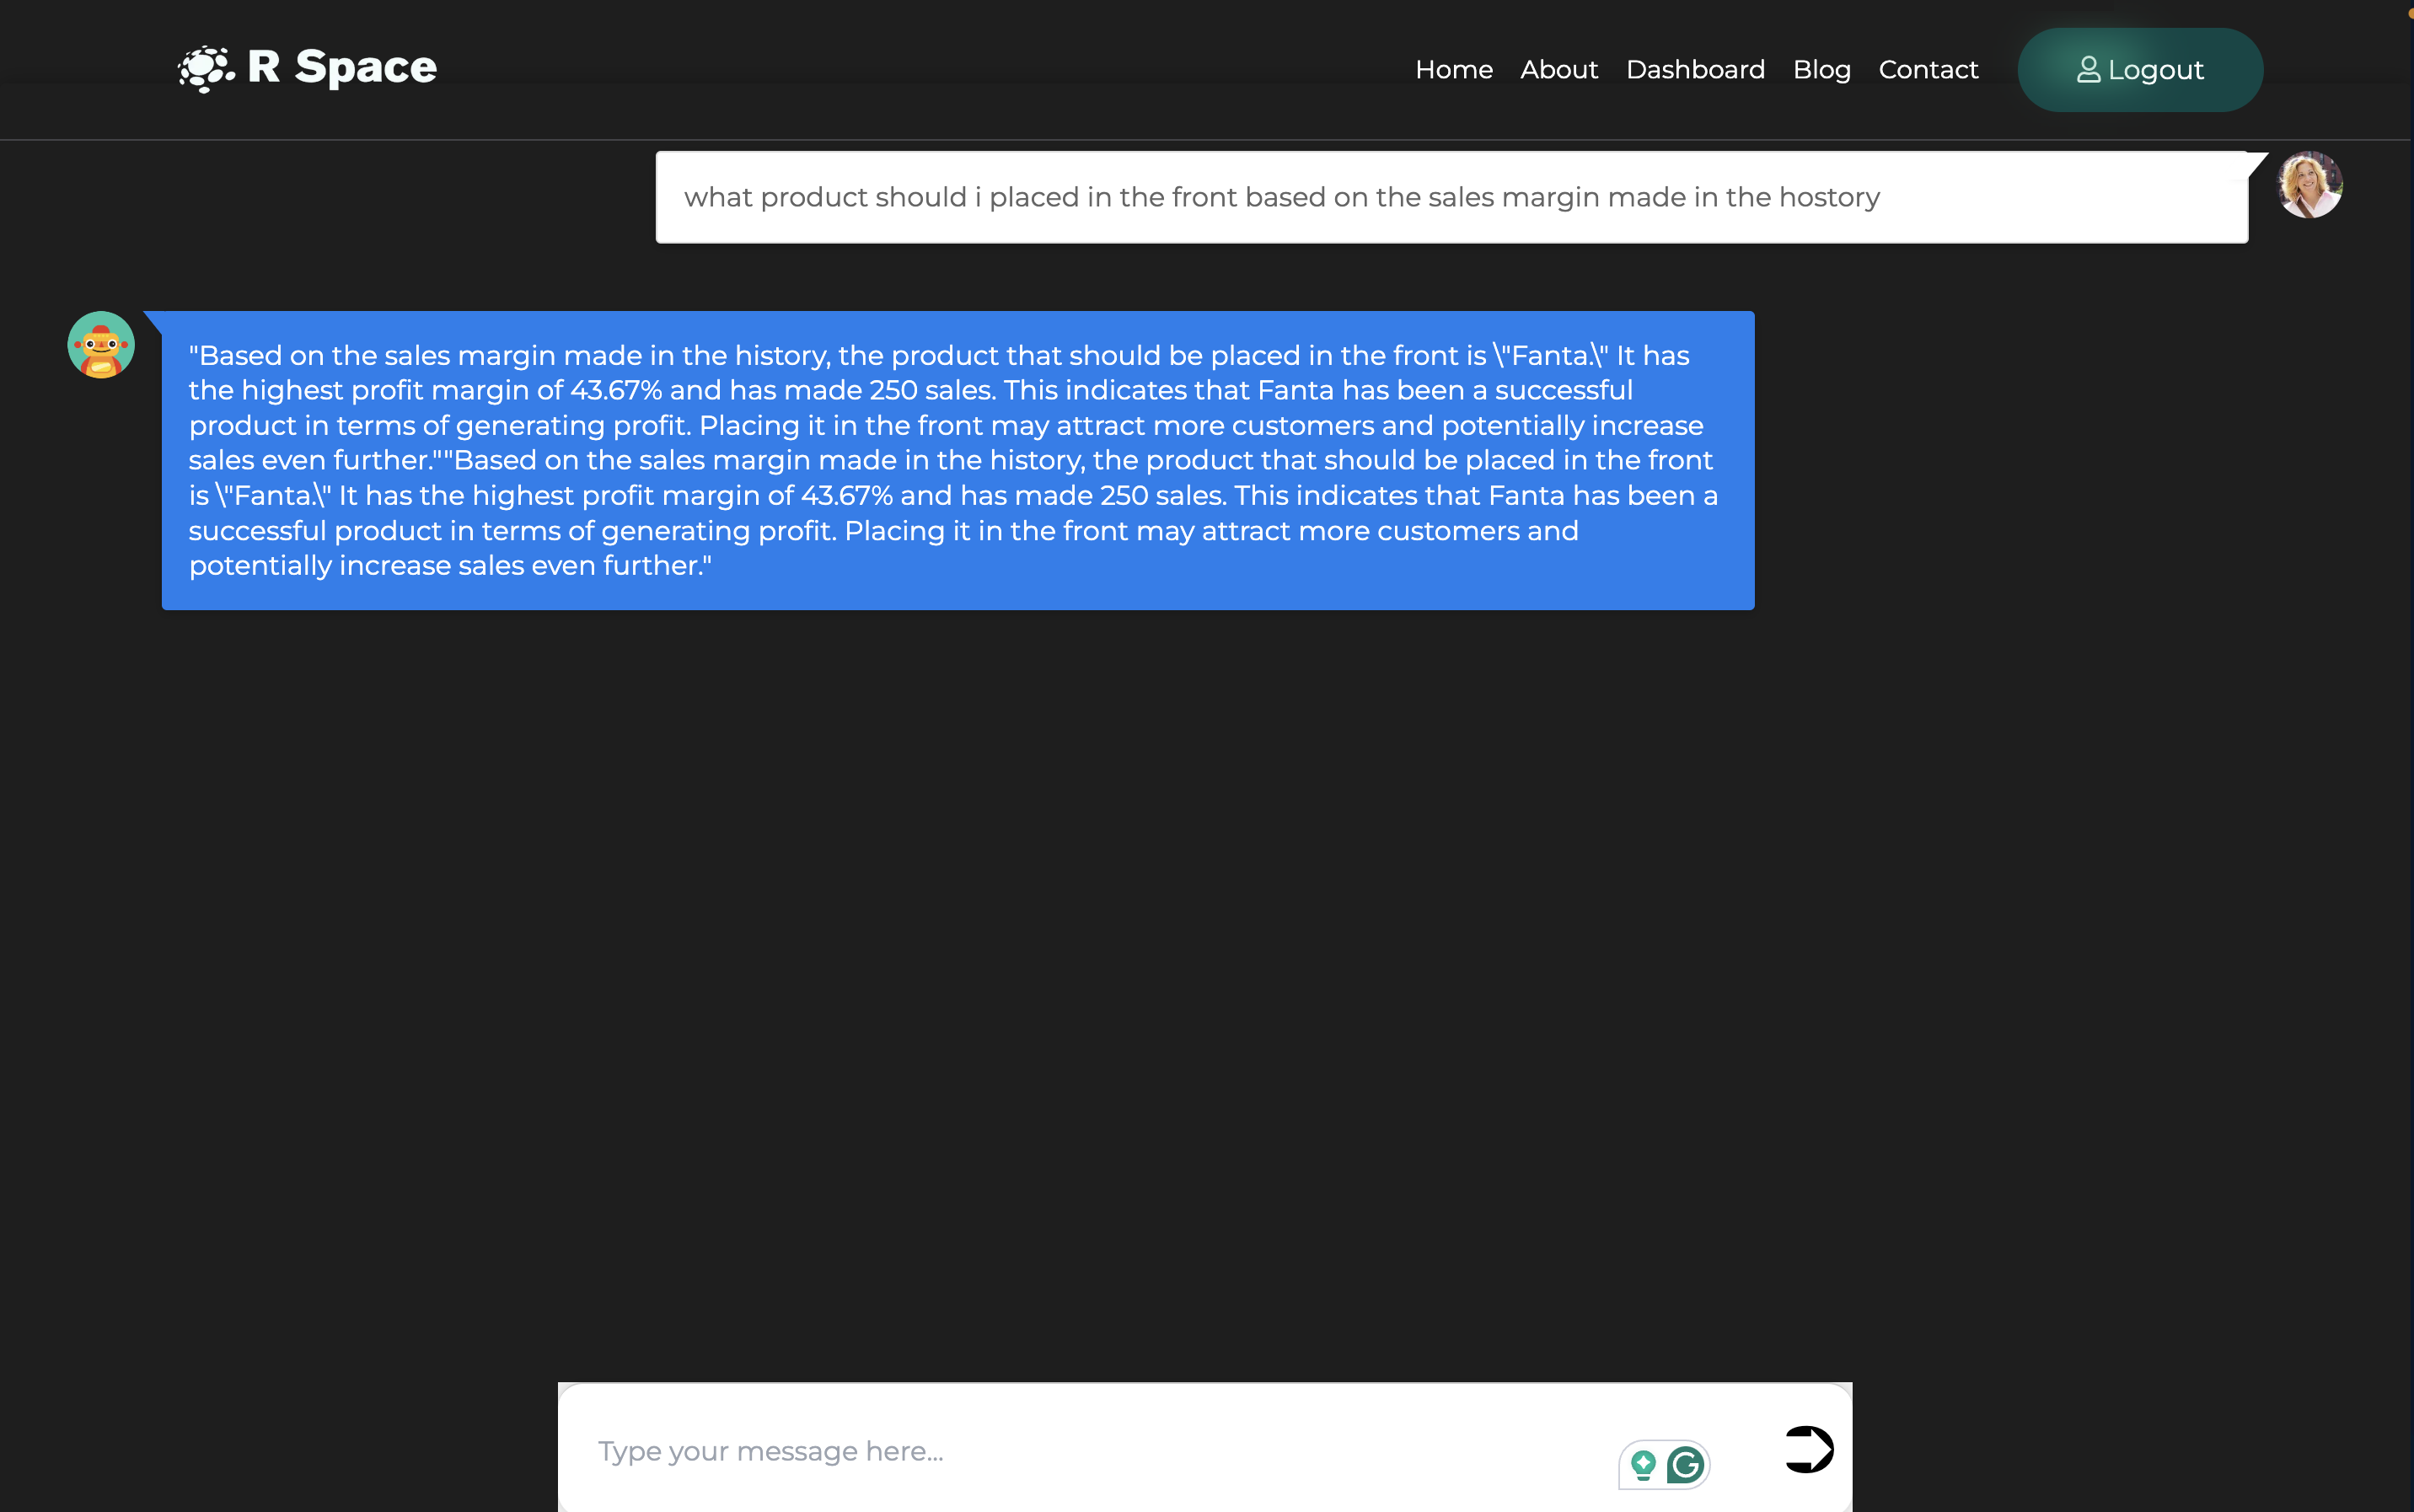 R Space
Home About Dashboard Blog Contact Logout
what product should i placed in the front based on the sales margin made in the hostory
"Based on the sales margin made in the history, the product that should be placed in the front is \"Fanta.\" It has
the highest profit margin of 43.67% and has made 250 sales. This indicates that Fanta has been a successful
product in terms of generating profit. Placing it in the front may attract more customers and potentially increase
sales even further.""Based on the sales margin made in the history, the product that should be placed in the front
is \"Fanta.\" It has the highest profit margin of 43.67% and has made 250 sales. This indicates that Fanta has been a
successful product in terms of generating profit. Placing it in the front may attract more customers and
potentially increase sales even further."
Type your message here...